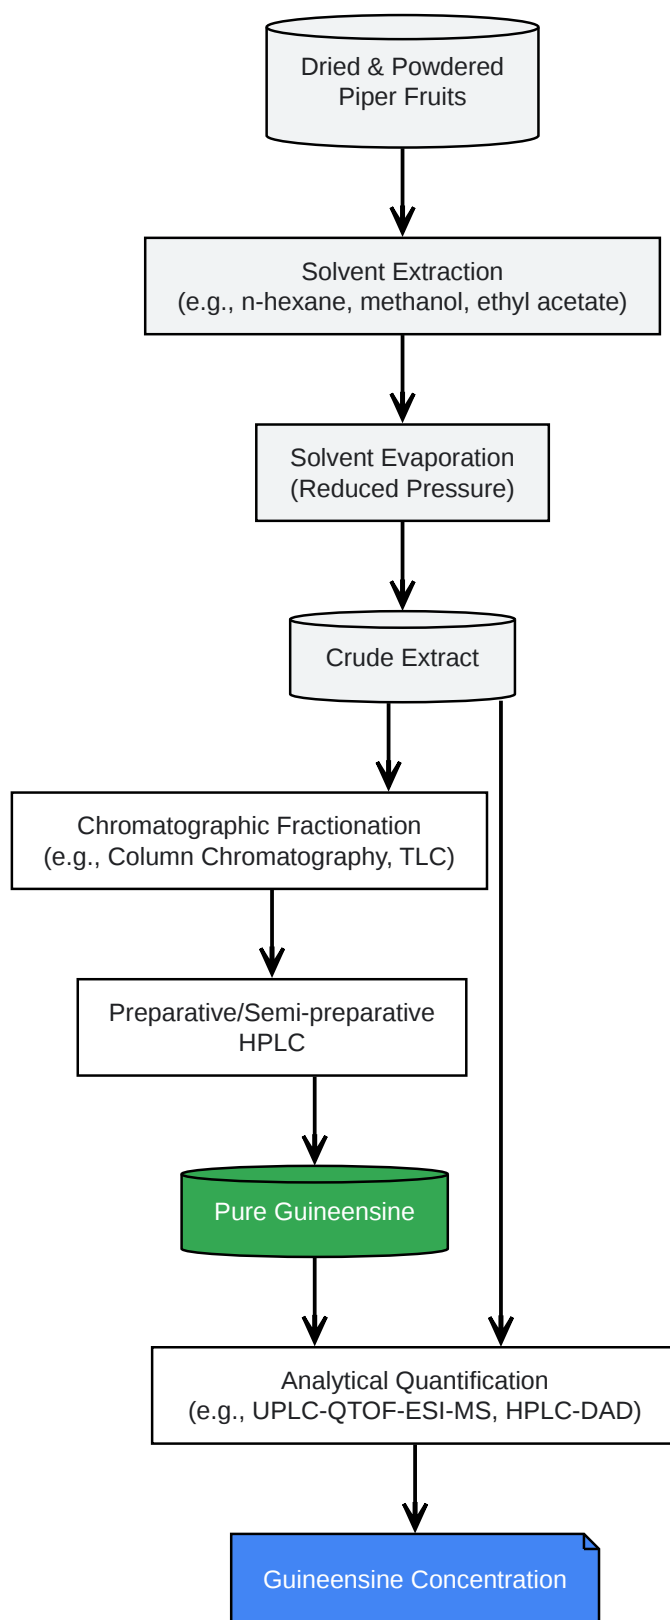 Dried & Powdered
Piper Fruits
Solvent Extraction
(e.g., n-hexane, methanol, ethyl acetate)
Solvent Evaporation
(Reduced Pressure)
Crude Extract
Chromatographic Fractionation
(e.g., Column Chromatography, TLC)
Preparative/Semi-preparative
HPLC
Pure Guineensine
Analytical Quantification
(e.g., UPLC-QTOF-ESI-MS, HPLC-DAD)
Guineensine Concentration